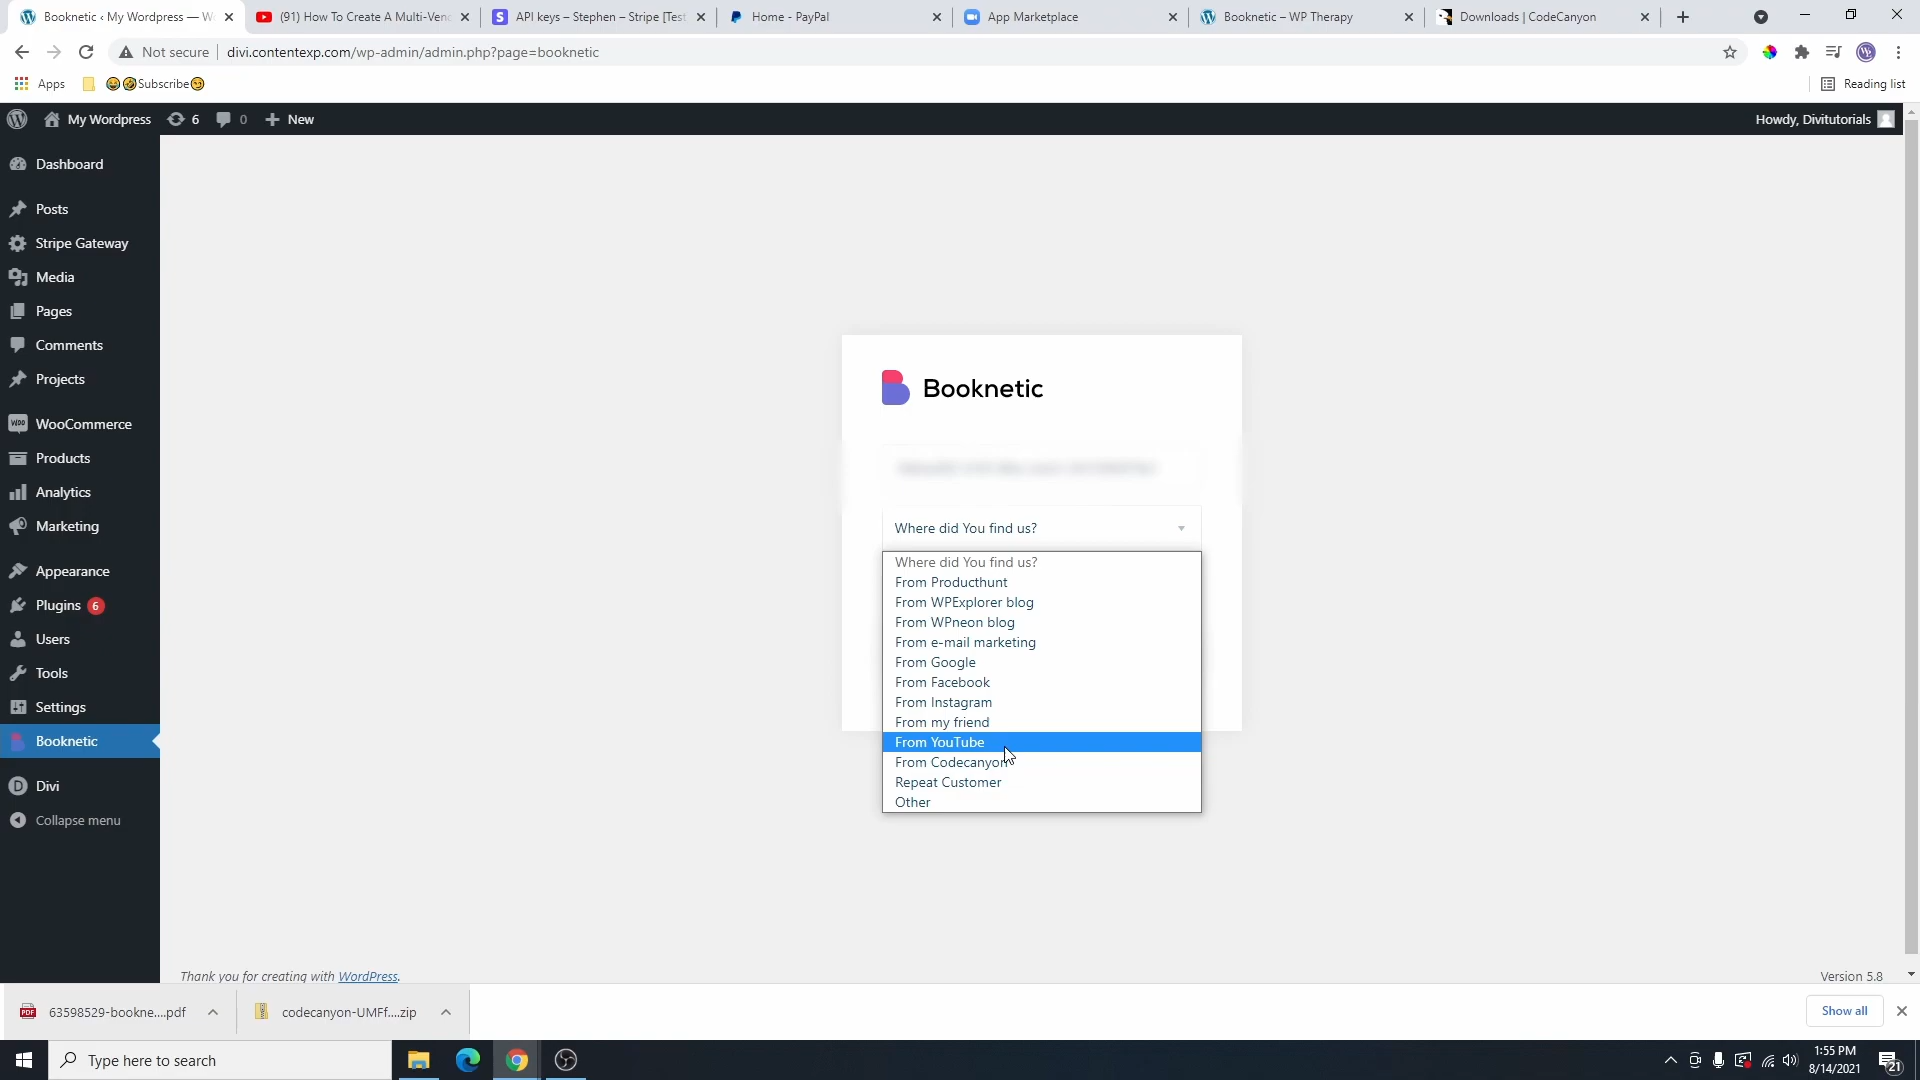 Booknetic ‹ My Wordpress — W
(91) How To Create A Multi-Vend
API keys – Stephen – Stripe [Test
Home - PayPal
App Marketplace
Booknetic – WP Therapy
Downloads | CodeCanyon
Not secure
divi.contentexp.com/wp-admin/admin.php?page=booknetic
Apps
😂🤣Subscribe😏
Reading list
My Wordpress
6
0
New
Howdy, Divitutorials
Dashboard
Posts
Stripe Gateway
Media
Pages
Comments
Projects
WooCommerce
Products
Analytics
Marketing
Appearance
Plugins 6
Users
Tools
Settings
Booknetic
Divi
Collapse menu
Booknetic
Where did You find us?
Where did You find us?
From Producthunt
From WPExplorer blog
From WPneon blog
From e-mail marketing
From Google
From Facebook
From Instagram
From my friend
From YouTube
From Codecanyon
Repeat Customer
Other
Thank you for creating with WordPress.
Version 5.8
63598529-bookne....pdf
codecanyon-UMFf....zip
Show all
Type here to search
1:55 PM
8/14/2021
21